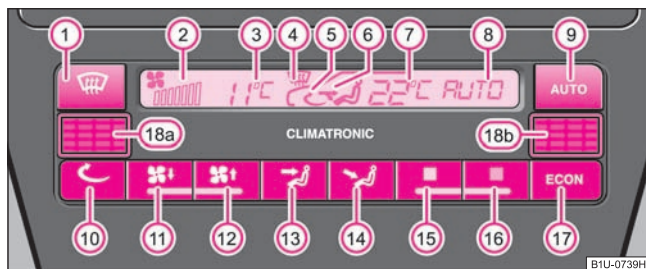 1 2 3 4 5 6 7 8 9
11°C 22°C AUTO AUTO
18a CLIMATRONIC 18b
ECON
10 11 12 13 14 15 16 17
B1U-0739H